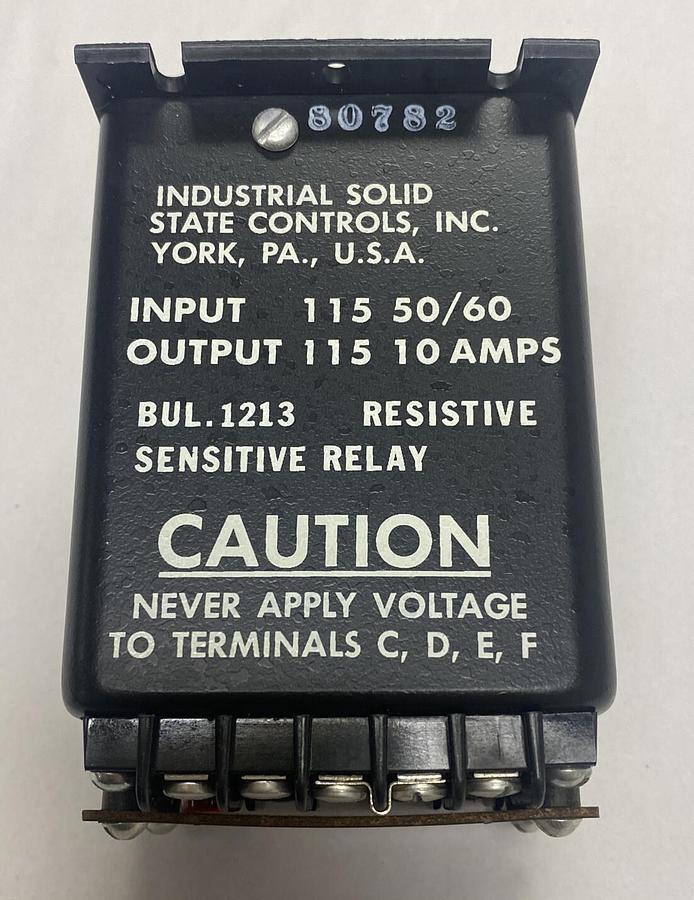 80782
INDUSTRIAL SOLID
STATE CONTROLS, INC.
YORK, PA., U.S.A.
INPUT 115 50/60
OUTPUT 115 10 AMPS
BUL. 1213 RESISTIVE
SENSITIVE RELAY
CAUTION
NEVER APPLY VOLTAGE
TO TERMINALS C, D, E, F